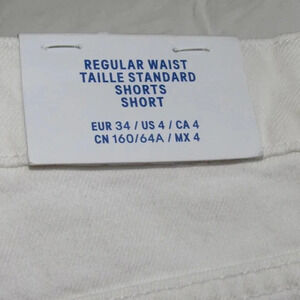 REGULAR WAIST
TAILLE STANDARD
SHORTS
SHORT
EUR 34 / US 4 / CA 4
CN 160/64A / MX 4